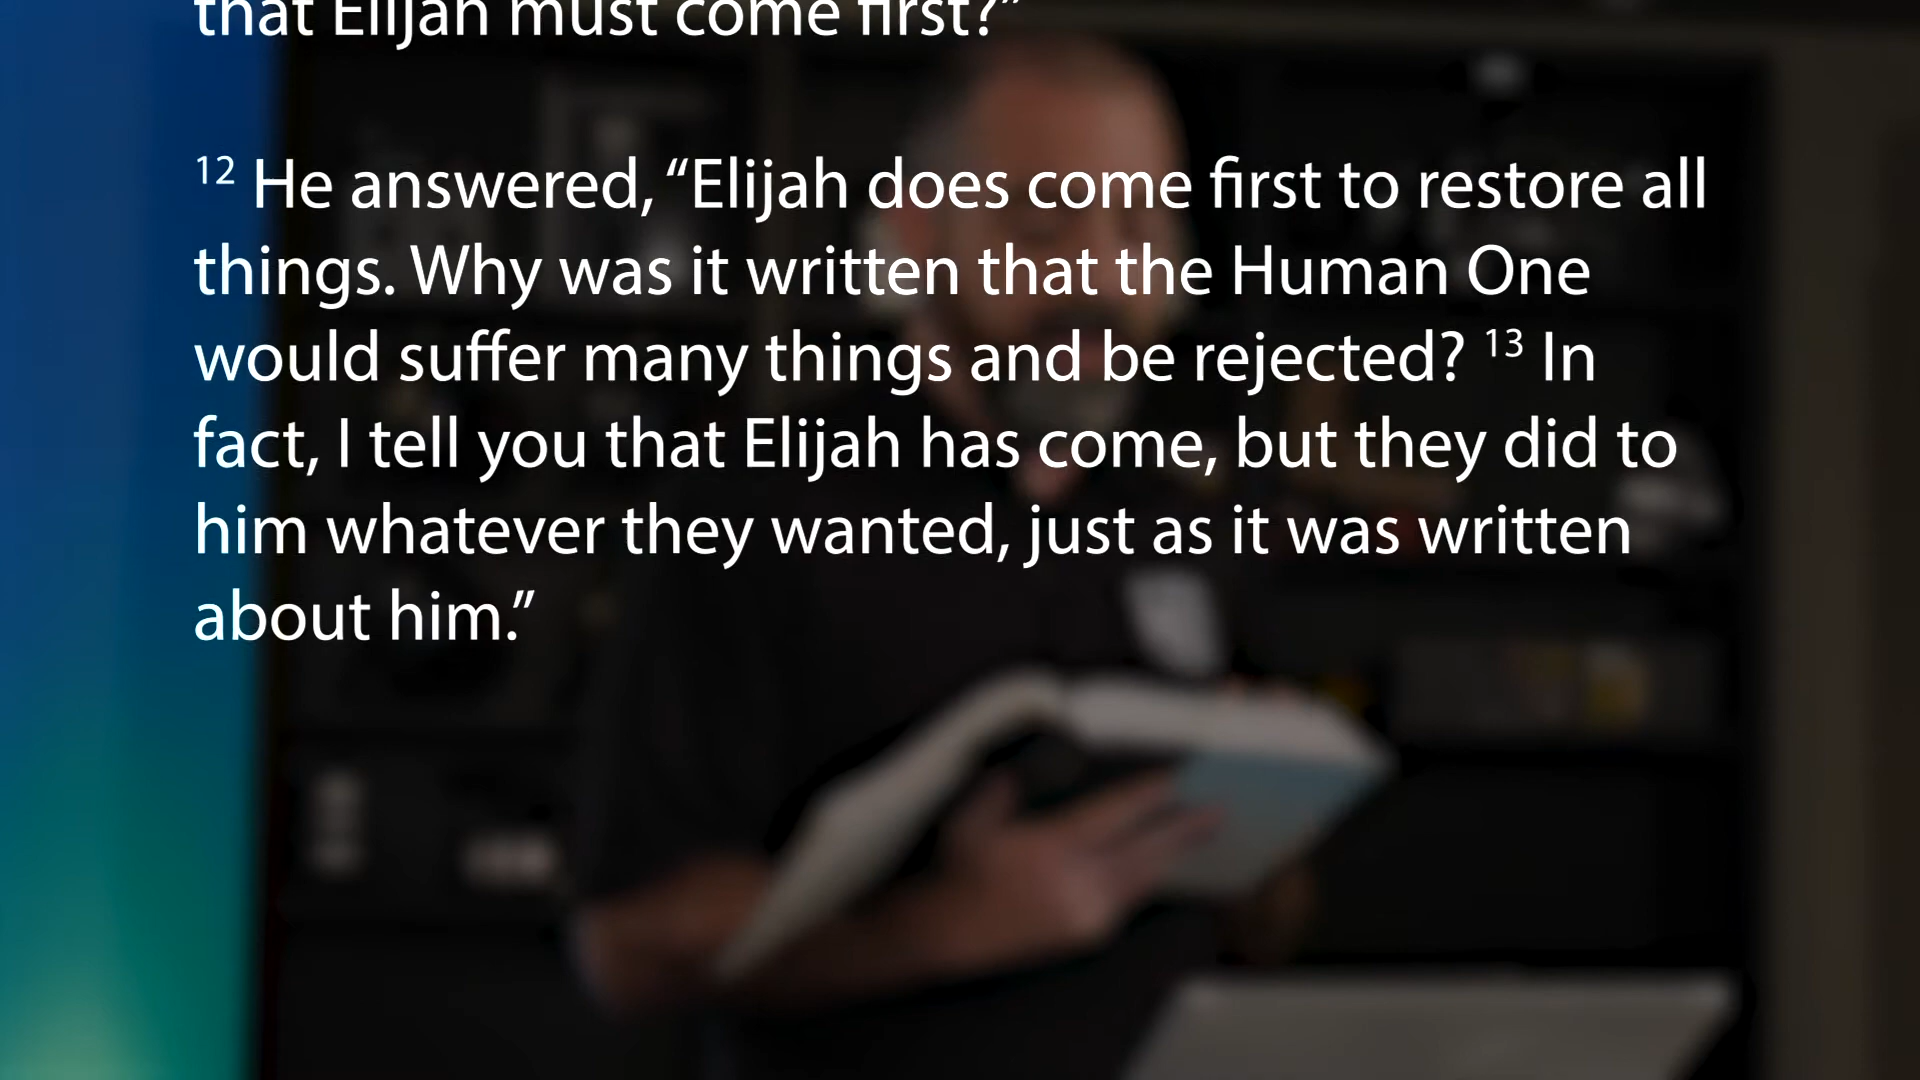 that Elijah must come first?”
12 He answered, “Elijah does come first to restore all
things. Why was it written that the Human One
would suffer many things and be rejected? 13 In
fact, I tell you that Elijah has come, but they did to
him whatever they wanted, just as it was written
about him.”